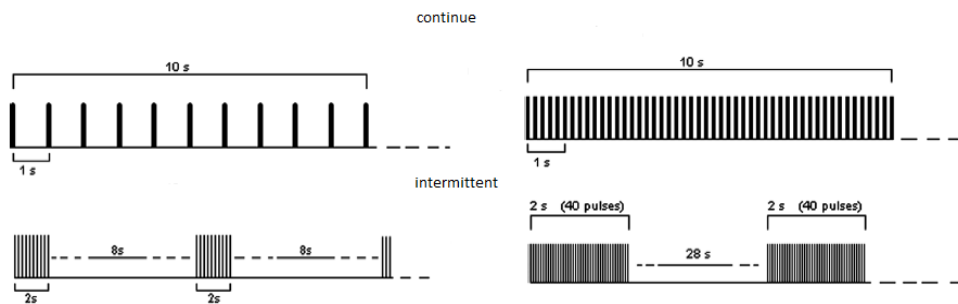 continue
10 s
10 s
1 s
1 s
intermittent
2 s (40 pulses)
2 s (40 pulses)
8s
8s
28 s
2s
2s